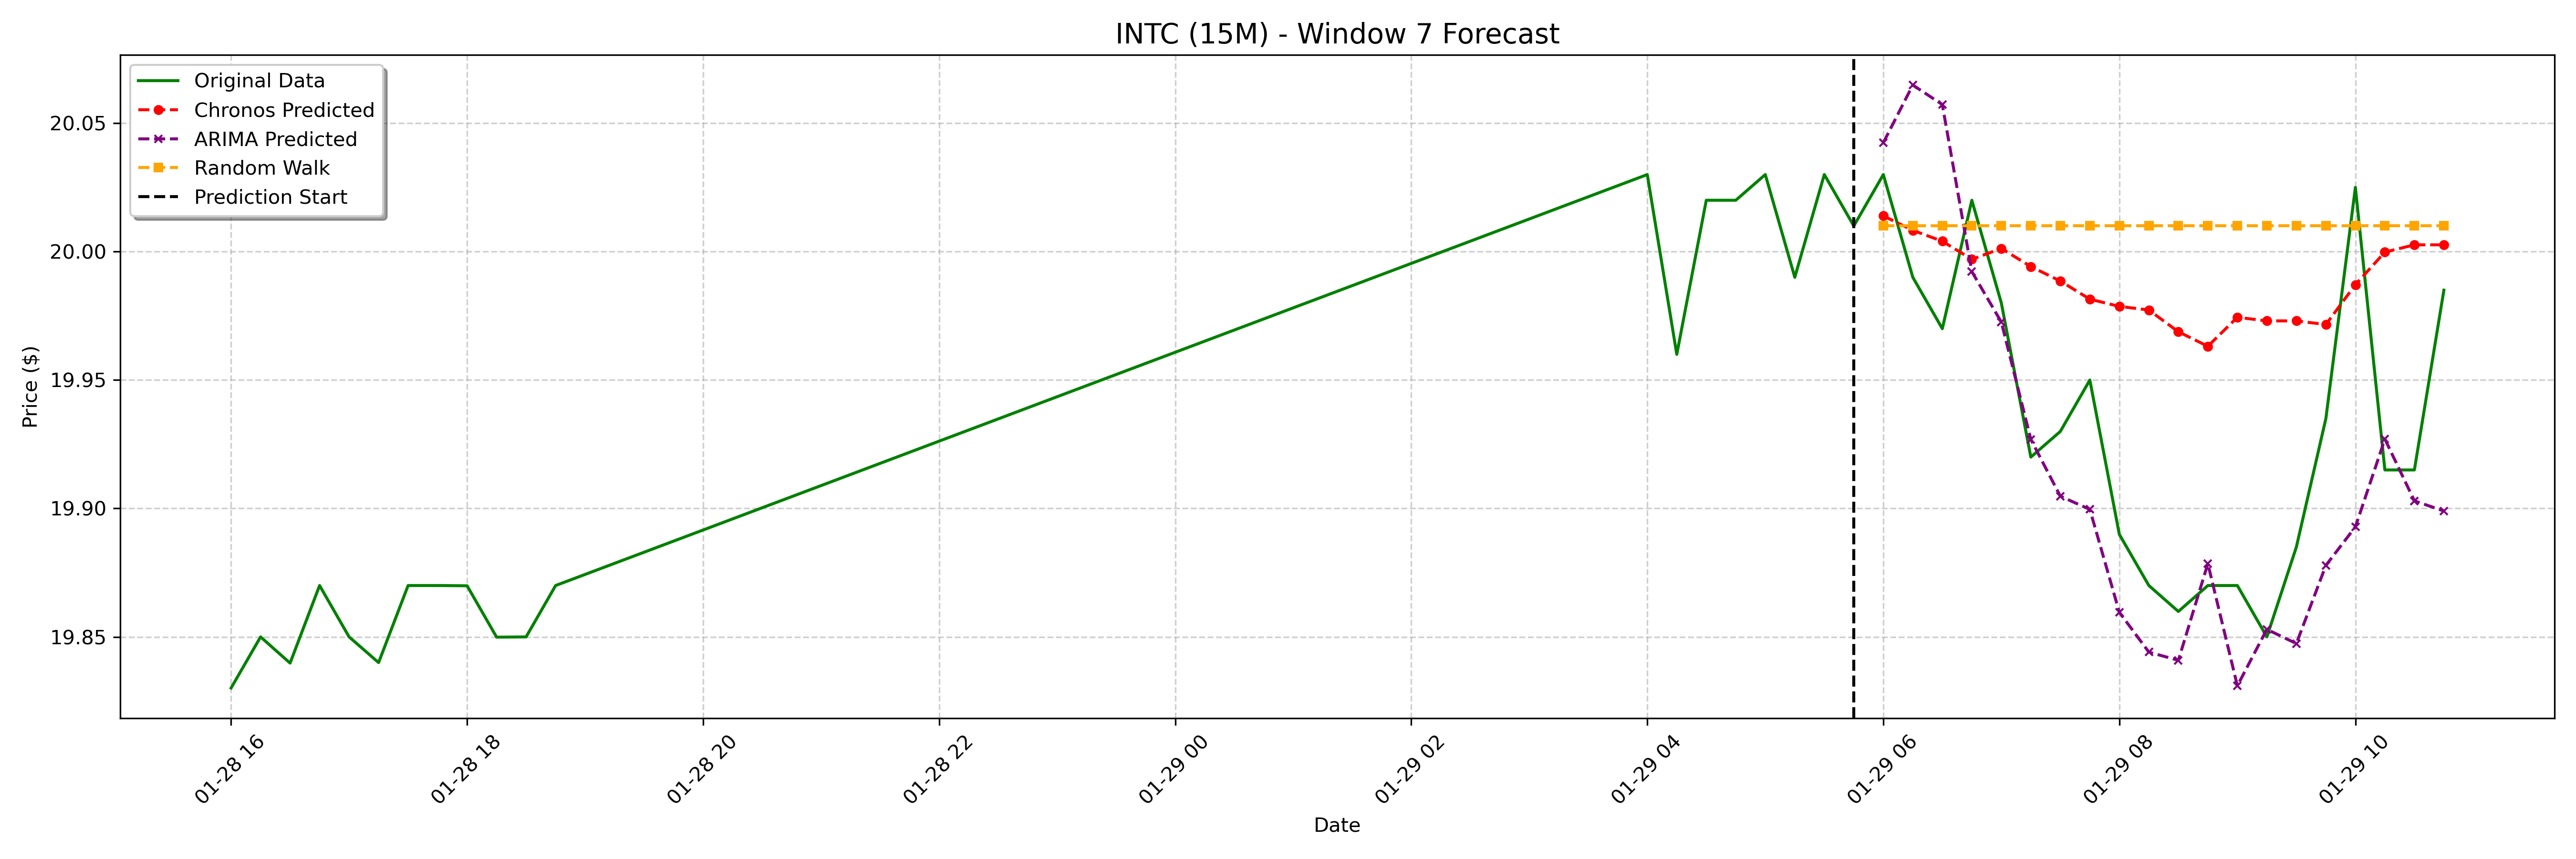 INTC (15M) - Window 7 Forecast
Original Data
Chronos Predicted
ARIMA Predicted
Random Walk
Prediction Start
Price ($)
20.05
20.00
19.95
19.90
19.85
01-28 16
01-28 18
01-28 20
01-28 22
01-29 00
01-29 02
01-29 04
01-29 06
01-29 08
01-29 10
Date